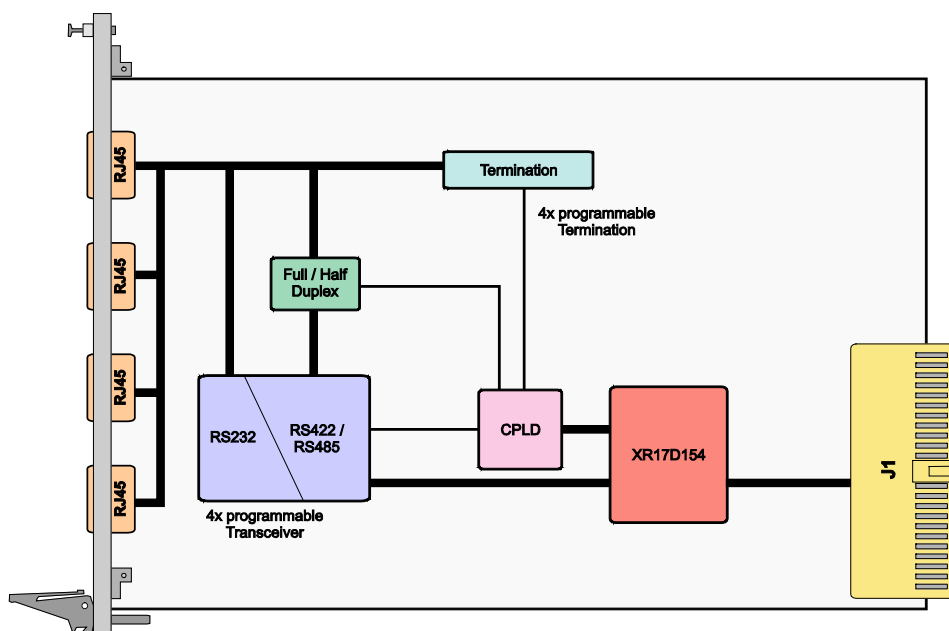 RJ45
Termination
4x programmable
Termination
RJ45
Full / Half
Duplex
RJ45
RS232
RS422 /
RS485
CPLD
XR17D154
J1
RJ45
4x programmable
Transceiver